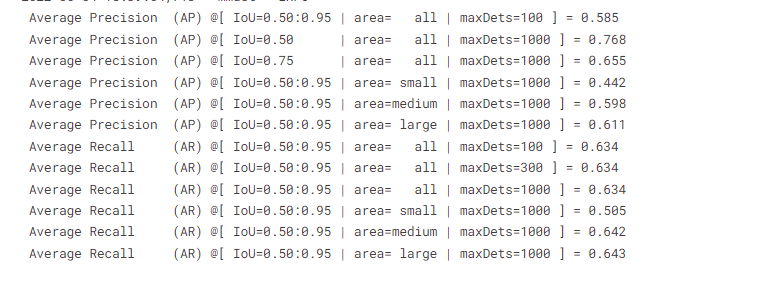 Average Precision  (AP) @[ IoU=0.50:0.95 | area=   all | maxDets=100 ] = 0.585
Average Precision  (AP) @[ IoU=0.50      | area=   all | maxDets=1000 ] = 0.768
Average Precision  (AP) @[ IoU=0.75      | area=   all | maxDets=1000 ] = 0.655
Average Precision  (AP) @[ IoU=0.50:0.95 | area= small | maxDets=1000 ] = 0.442
Average Precision  (AP) @[ IoU=0.50:0.95 | area=medium | maxDets=1000 ] = 0.598
Average Precision  (AP) @[ IoU=0.50:0.95 | area= large | maxDets=1000 ] = 0.611
Average Recall     (AR) @[ IoU=0.50:0.95 | area=   all | maxDets=100 ] = 0.634
Average Recall     (AR) @[ IoU=0.50:0.95 | area=   all | maxDets=300 ] = 0.634
Average Recall     (AR) @[ IoU=0.50:0.95 | area=   all | maxDets=1000 ] = 0.634
Average Recall     (AR) @[ IoU=0.50:0.95 | area= small | maxDets=1000 ] = 0.505
Average Recall     (AR) @[ IoU=0.50:0.95 | area=medium | maxDets=1000 ] = 0.642
Average Recall     (AR) @[ IoU=0.50:0.95 | area= large | maxDets=1000 ] = 0.643